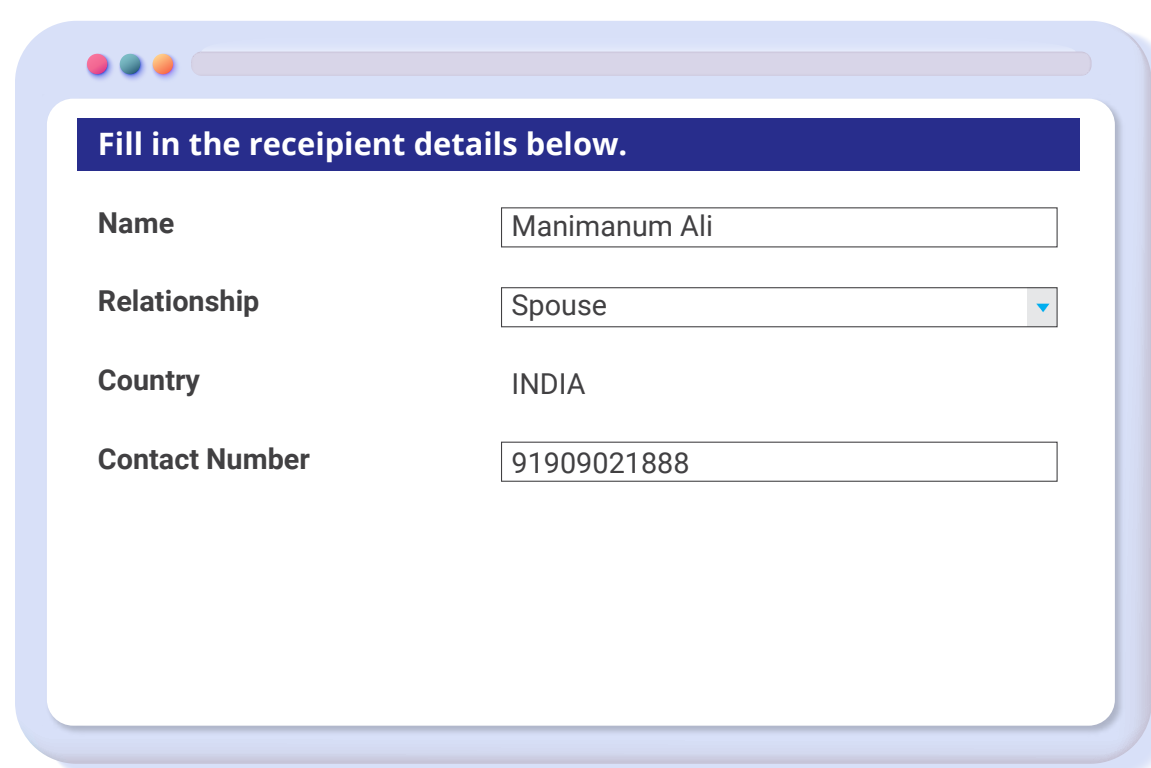 Fill in the receipient details below.
Name Manimanum Ali
Relationship Spouse
Country INDIA
Contact Number 91909021888